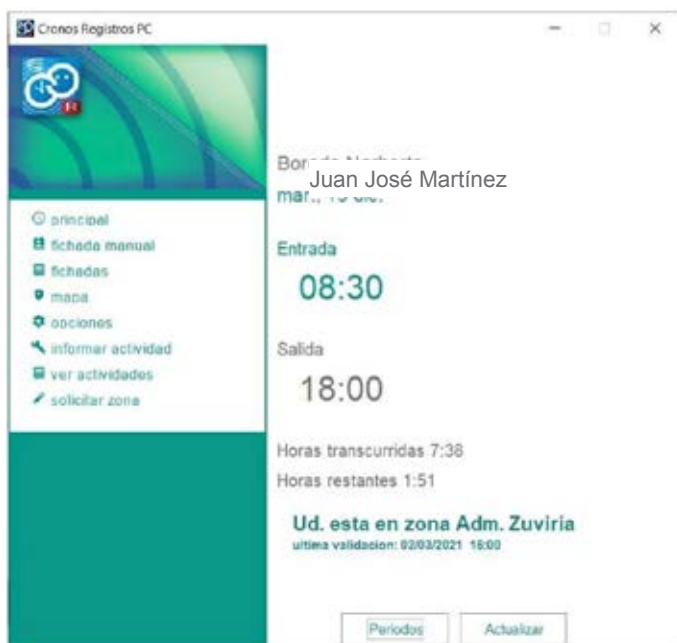 Cronos Registros PC
Juan José Martínez
principal
fichada manual
fichadas
mapa
opciones
informar actividad
ver actividades
solicitar zona
Entrada
08:30
Salida
18:00
Horas transcurridas 7:38
Horas restantes 1:51
Ud. esta en zona Adm. Zuviría
ultima validacion: 02/03/2021 16:00
Periodos
Actualizar